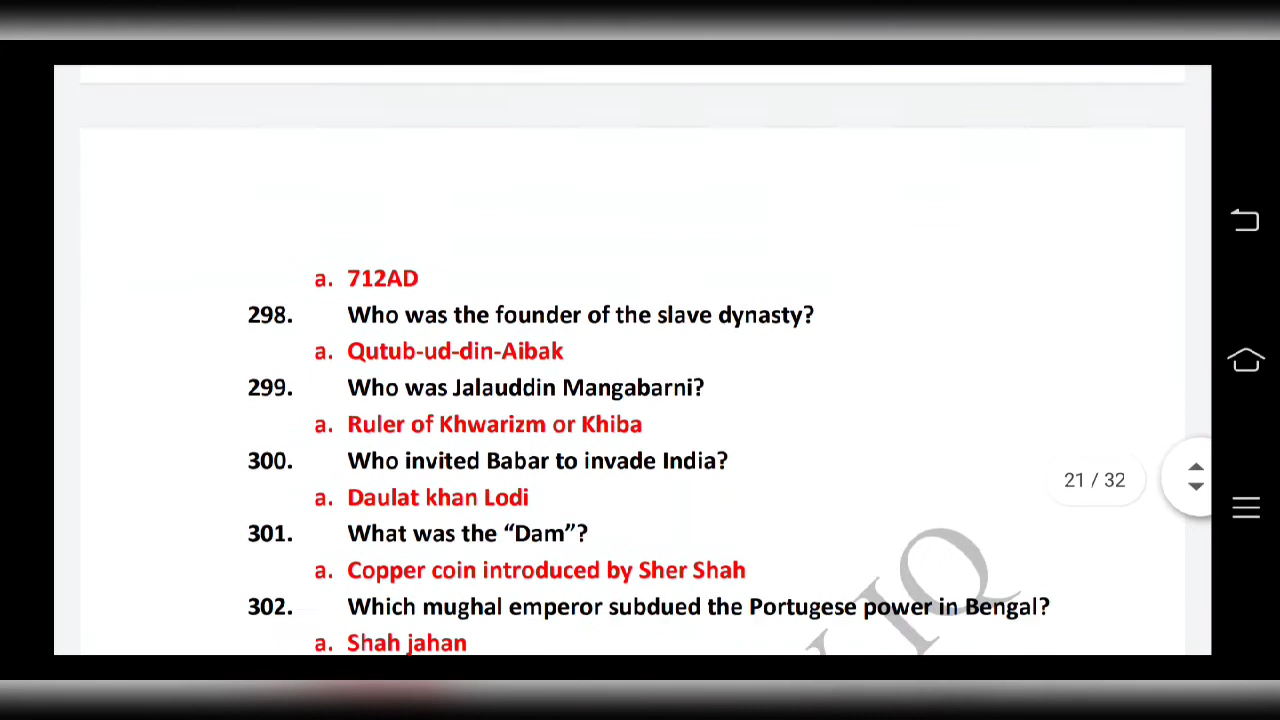 a. 712AD
298. Who was the founder of the slave dynasty?
a. Qutub-ud-din-Aibak
299. Who was Jalauddin Mangabarni?
a. Ruler of Khwarizm or Khiba
300. Who invited Babar to invade India?
a. Daulat khan Lodi
21 / 32
301. What was the “Dam”?
a. Copper coin introduced by Sher Shah
302. Which mughal emperor subdued the Portugese power in Bengal?
a. Shah jahan
IQ